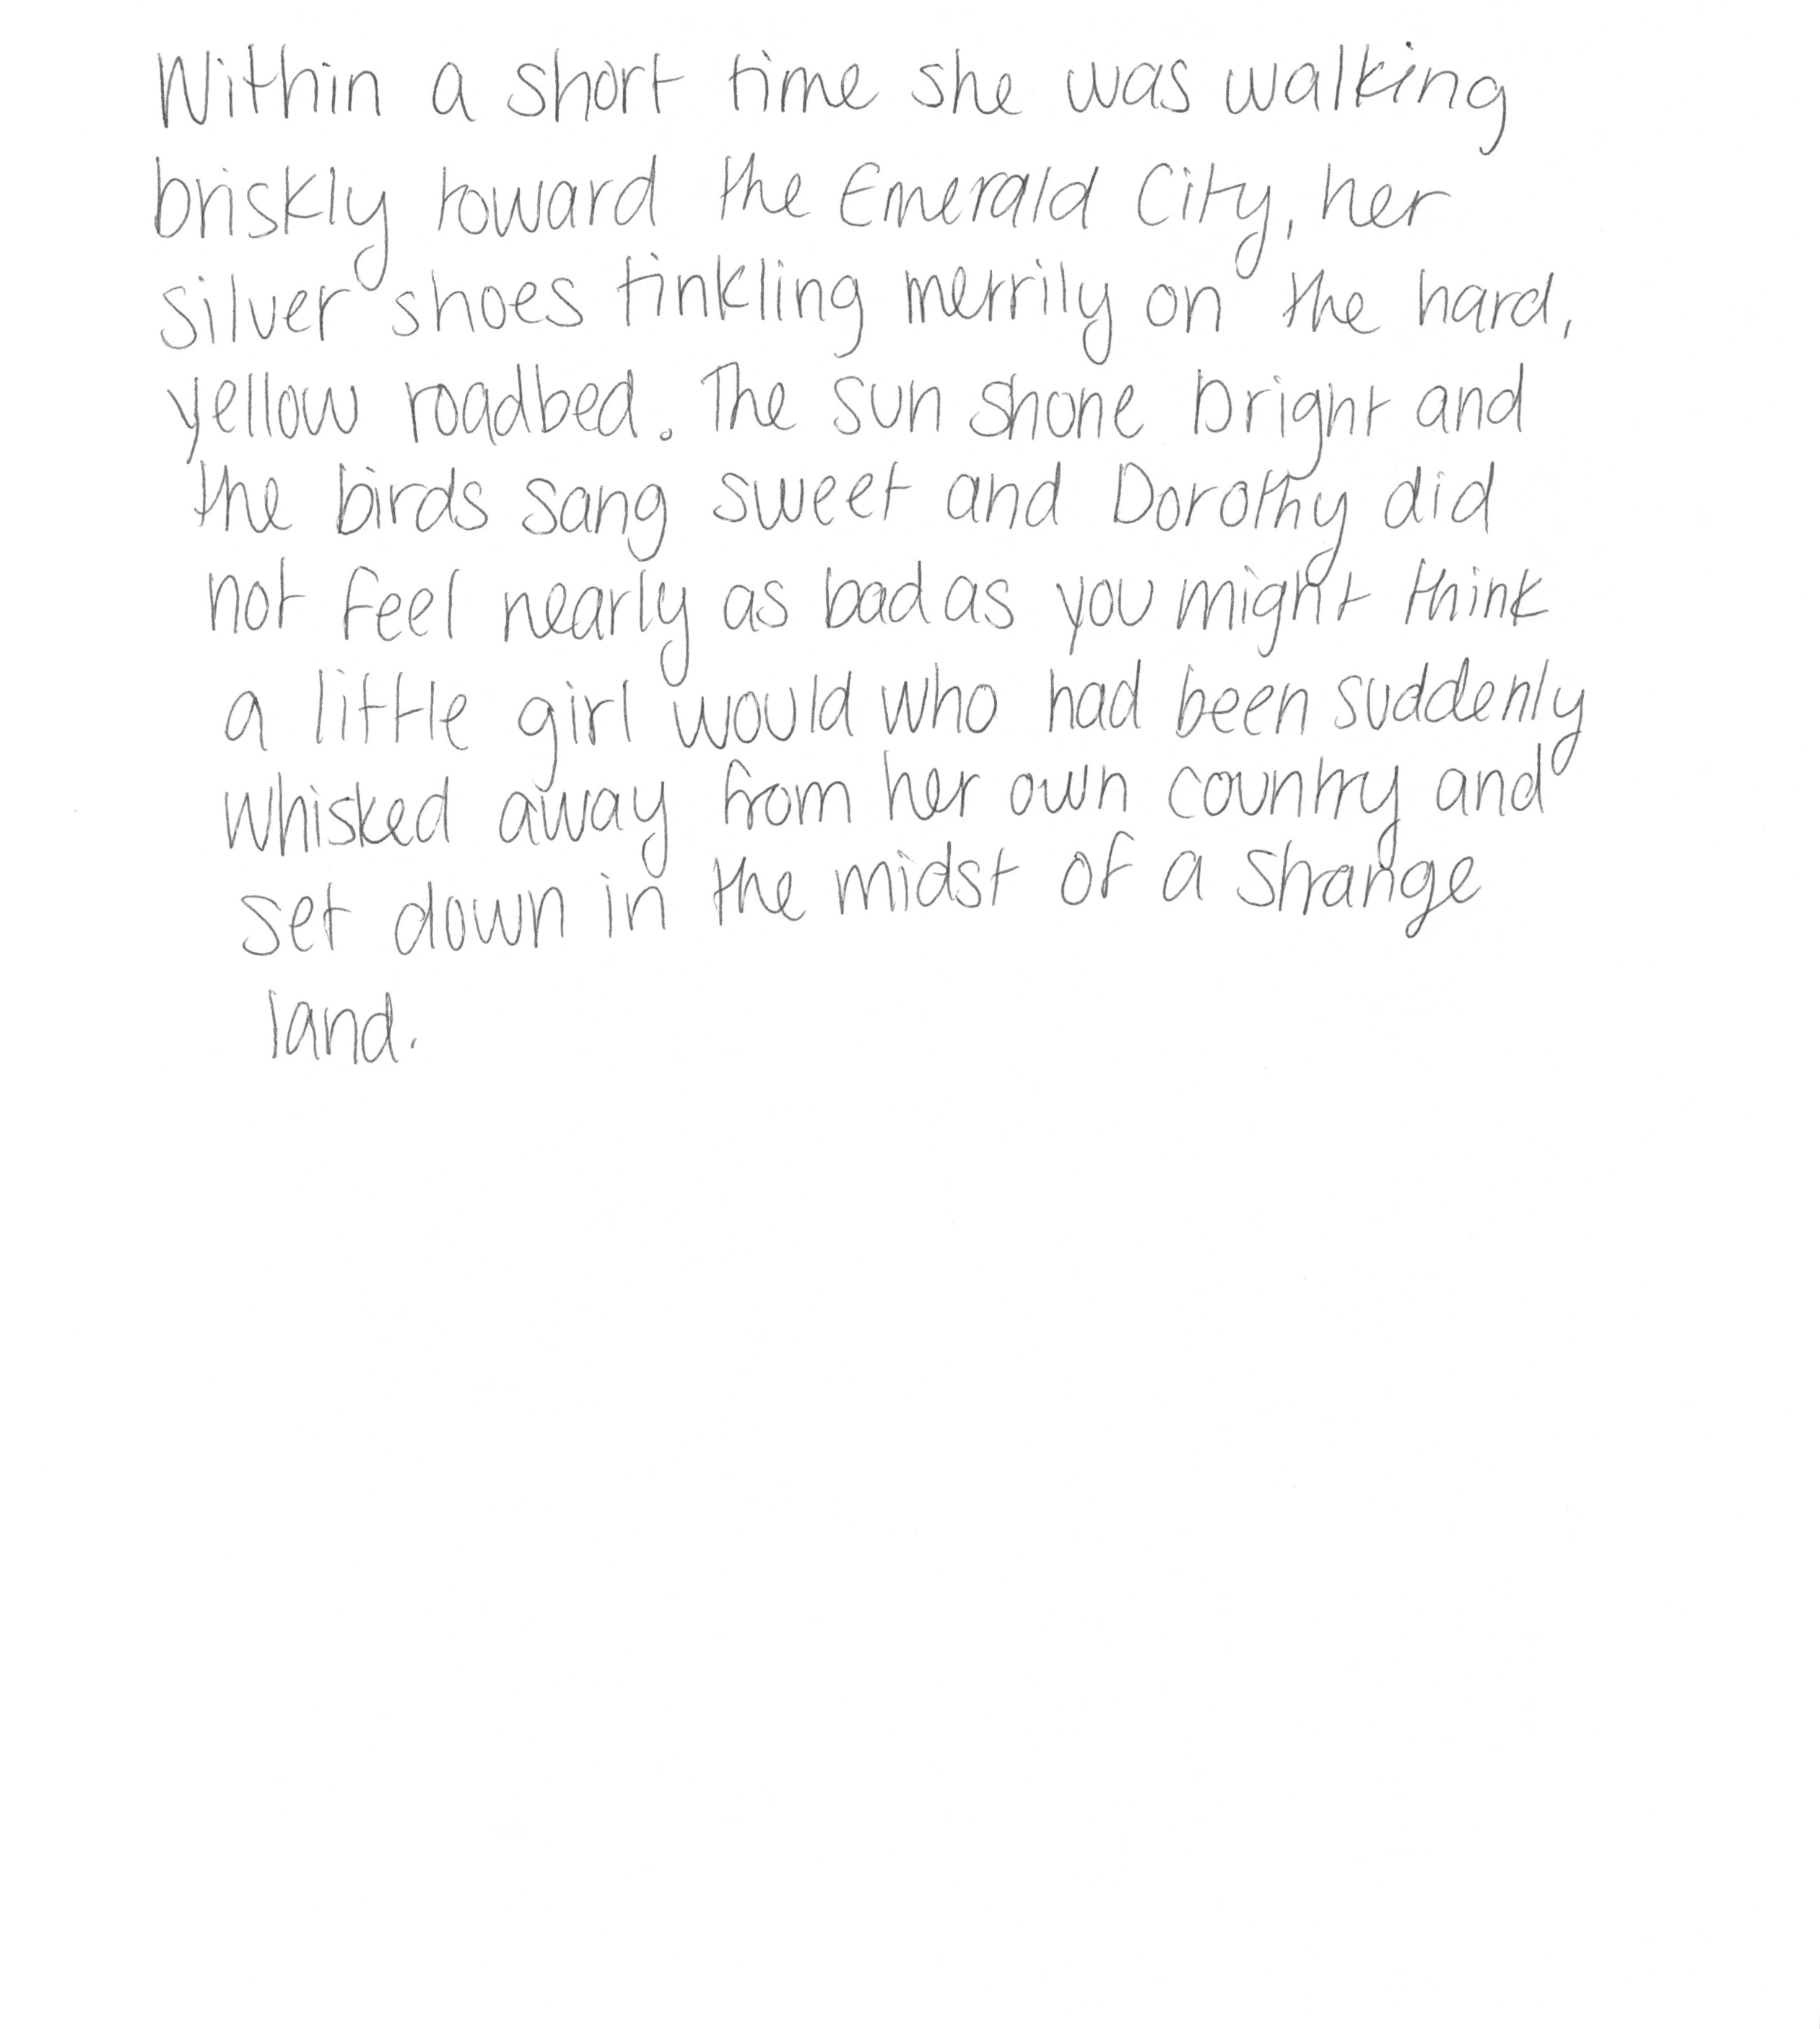 Within a short time she was walking
briskly toward the Emerald City, her
silver shoes tinkling merrily on the hard,
yellow roadbed. The sun shone bright and
the birds sang sweet and Dorothy did
not feel nearly as bad as you might think
a little girl would who had been suddenly
whisked away from her own country and
set down in the midst of a strange
land.